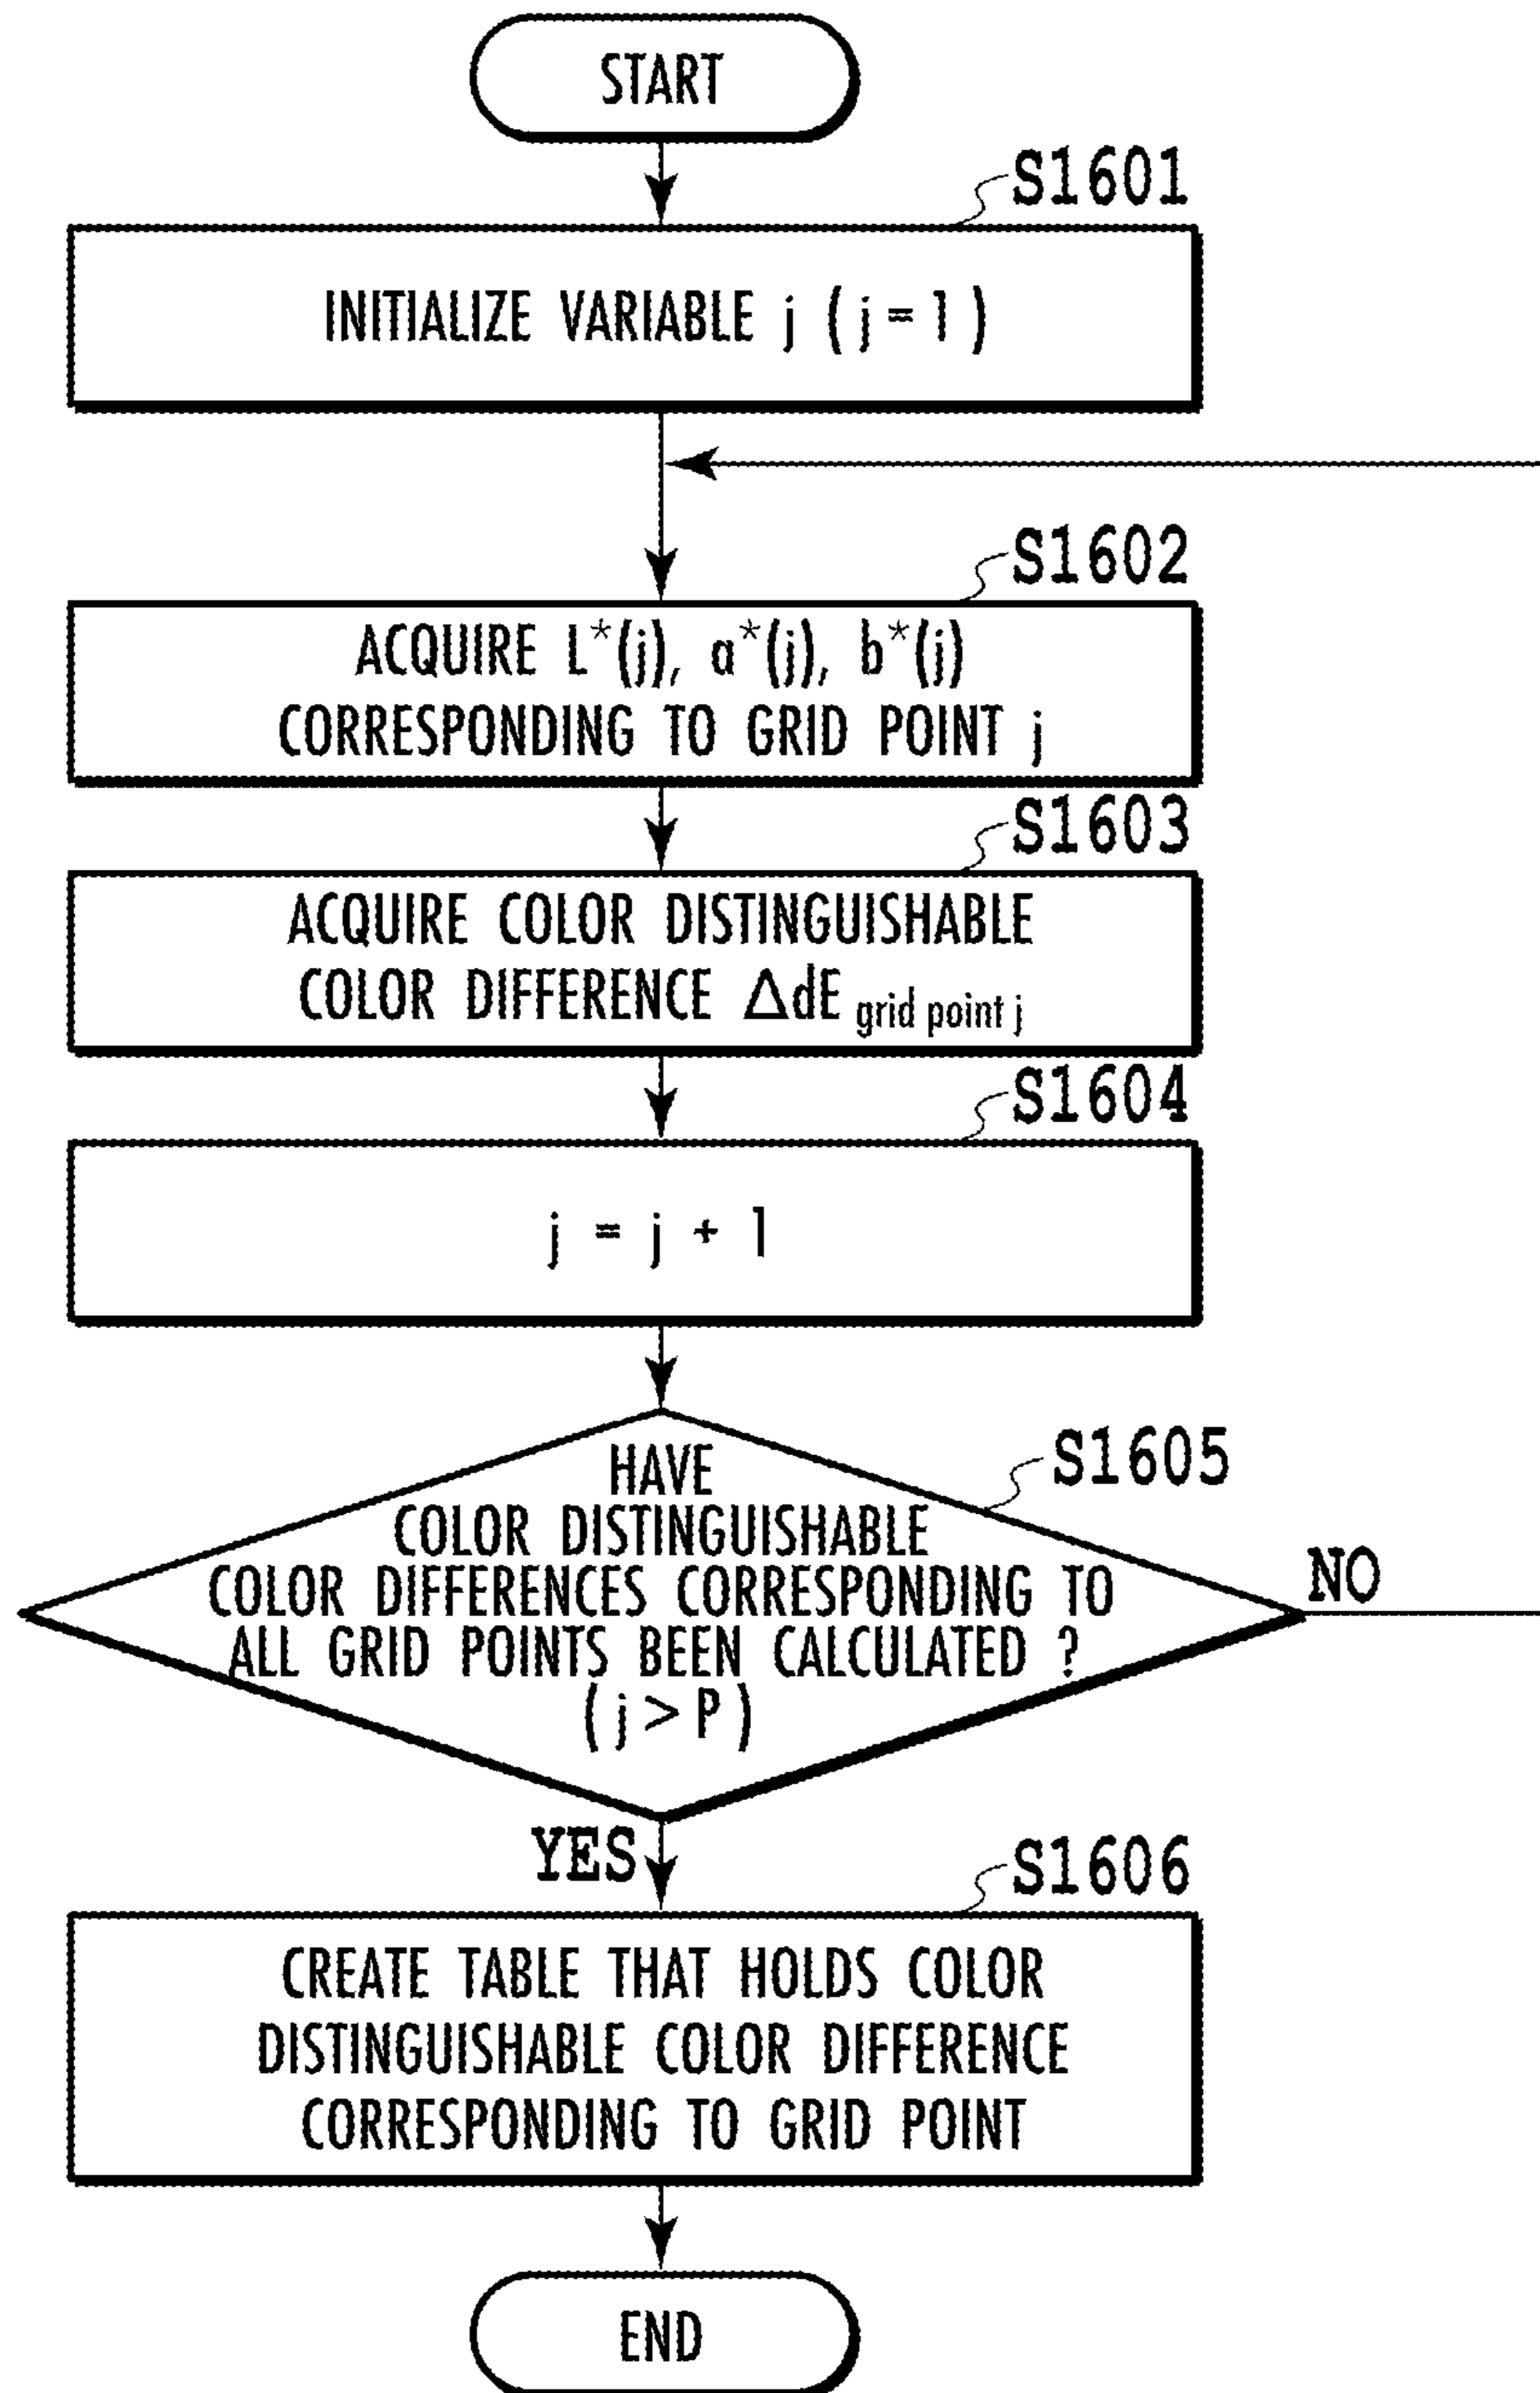 START
S1601
INITIALIZE VARIABLE j ( j = 1 )
S1602
ACQUIRE L*(j), a*(j), b*(j)
CORRESPONDING TO GRID POINT j
S1603
ACQUIRE COLOR DISTINGUISHABLE
COLOR DIFFERENCE ΔdE grid point j
S1604
j = j + 1
S1605
HAVE
COLOR DISTINGUISHABLE
COLOR DIFFERENCES CORRESPONDING TO
ALL GRID POINTS BEEN CALCULATED ?
( j > P )
NO
YES
S1606
CREATE TABLE THAT HOLDS COLOR
DISTINGUISHABLE COLOR DIFFERENCE
CORRESPONDING TO GRID POINT
END